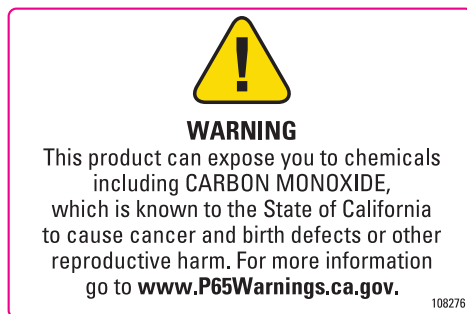 WARNING
This product can expose you to chemicals
including CARBON MONOXIDE,
which is known to the State of California
to cause cancer and birth defects or other
reproductive harm. For more information
go to www.P65Warnings.ca.gov.
108276